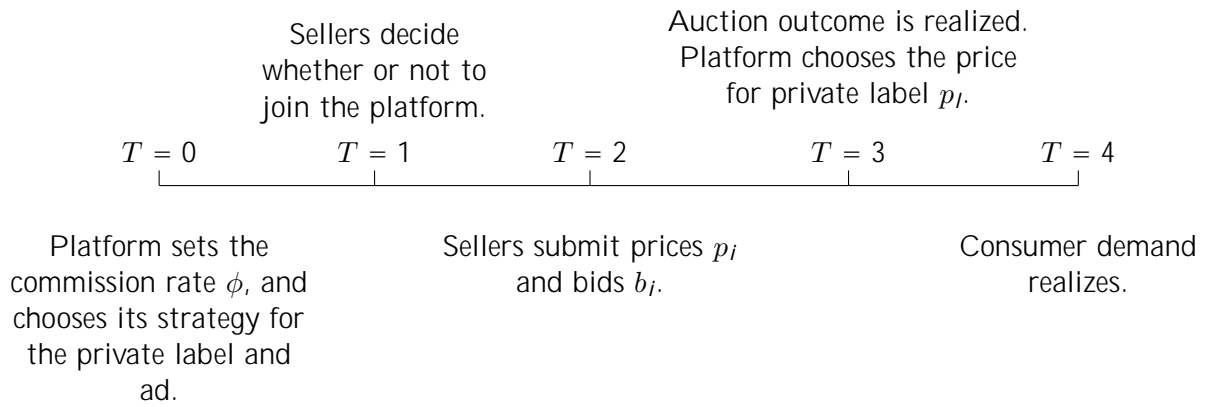 Sellers decide
whether or not to
join the platform.
Auction outcome is realized.
Platform chooses the price
for private label p_l.
T = 0
T = 1
T = 2
T = 3
T = 4
Platform sets the
commission rate ϕ, and
chooses its strategy for
the private label and
ad.
Sellers submit prices p_i
and bids b_i.
Consumer demand
realizes.